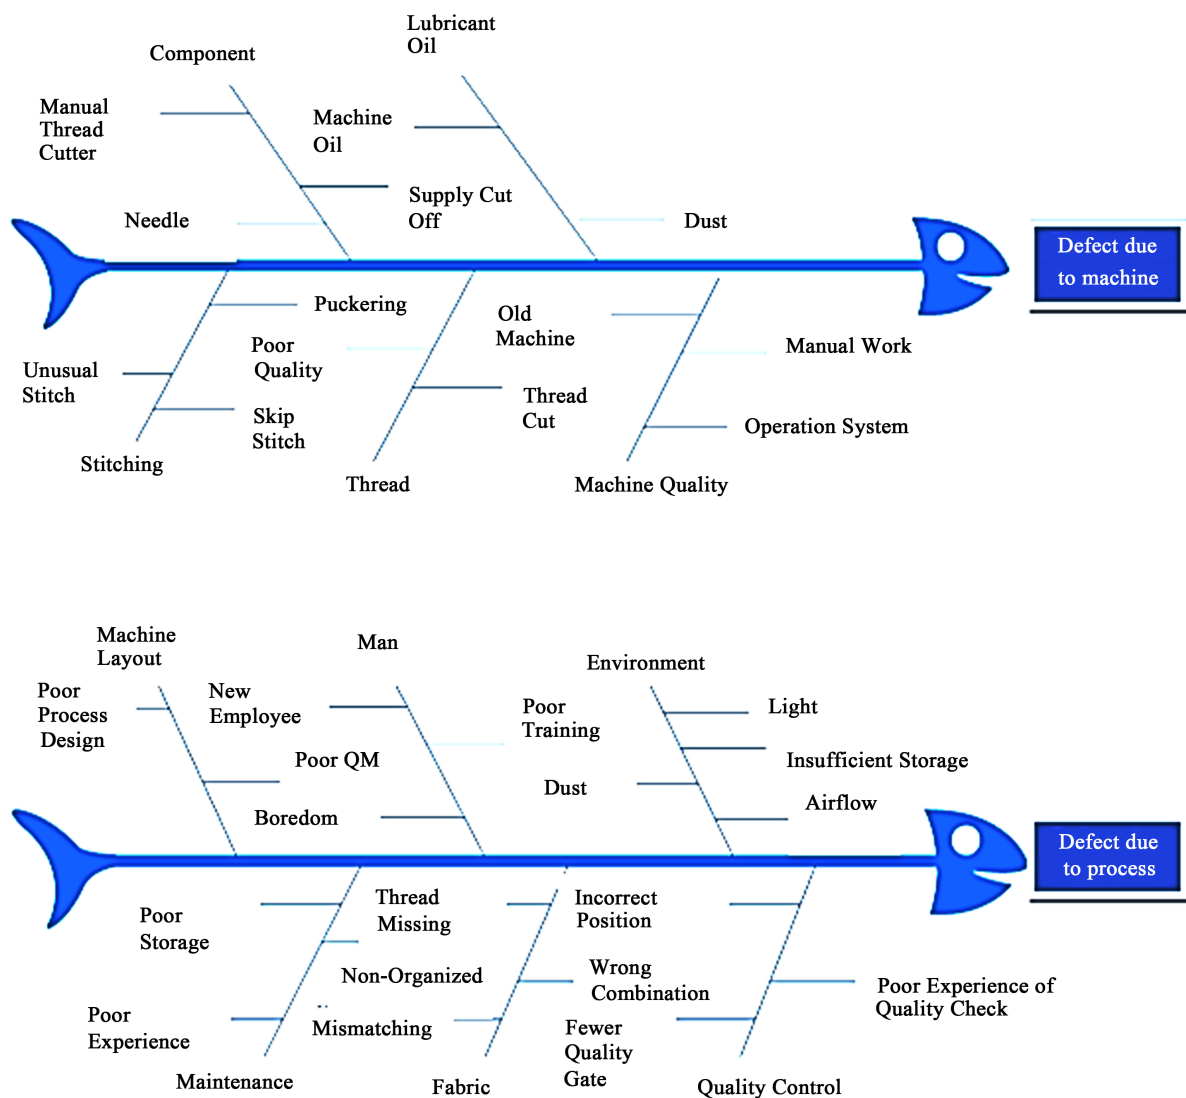 Lubricant
Oil
Component
Manual
Thread
Cutter
Machine
Oil
Supply Cut
Off
Needle
Dust
Defect due
to machine
Puckering
Old
Machine
Poor
Quality
Manual Work
Unusual
Stitch
Thread
Cut
Skip
Stitch
Operation System
Stitching
Thread
Machine Quality
Machine
Layout
Man
Environment
Poor
Process
Design
New
Employee
Poor
Training
Light
Poor QM
Insufficient Storage
Dust
Boredom
Airflow
Defect due
to process
Poor
Storage
Thread
Missing
Incorrect
Position
Non-Organized
Wrong
Combination
Poor Experience of
Quality Check
Poor
Experience
Mismatching
Fewer
Quality
Gate
Maintenance
Fabric
Quality Control